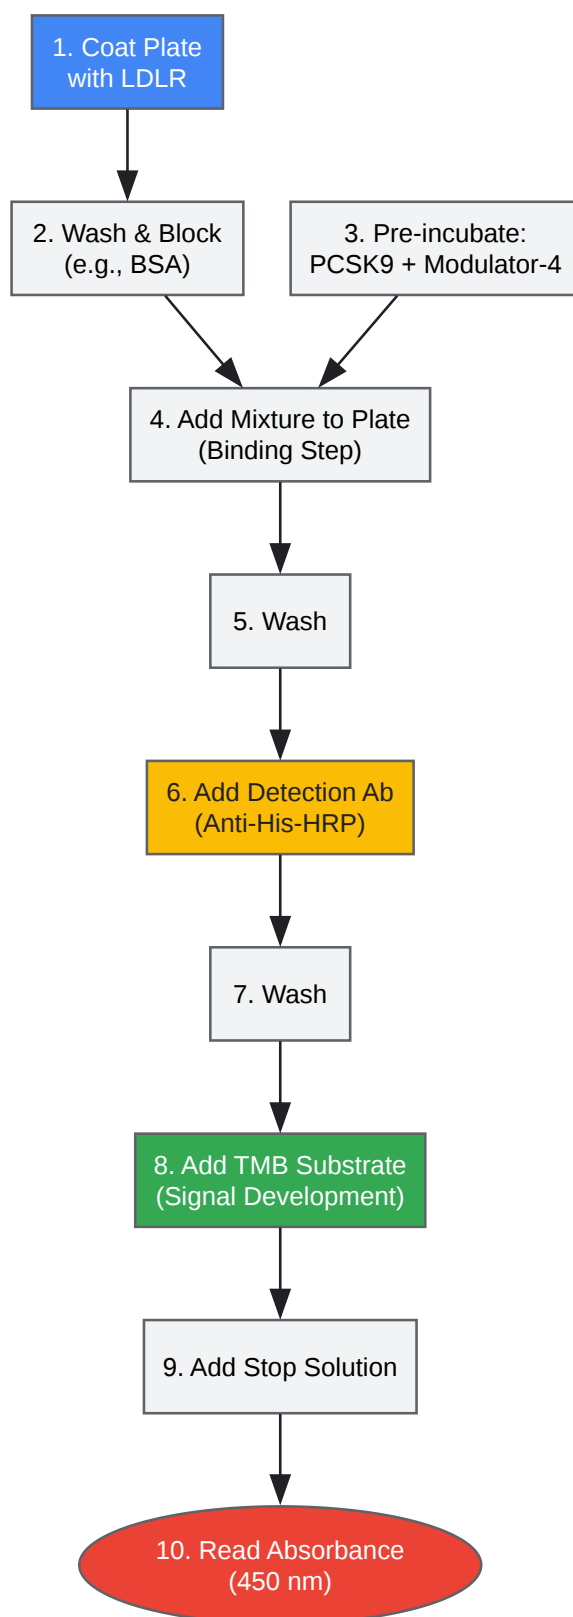 1. Coat Plate
with LDLR
2. Wash & Block
(e.g., BSA)
3. Pre-incubate:
PCSK9 + Modulator-4
4. Add Mixture to Plate
(Binding Step)
5. Wash
6. Add Detection Ab
(Anti-His-HRP)
7. Wash
8. Add TMB Substrate
(Signal Development)
9. Add Stop Solution
10. Read Absorbance
(450 nm)